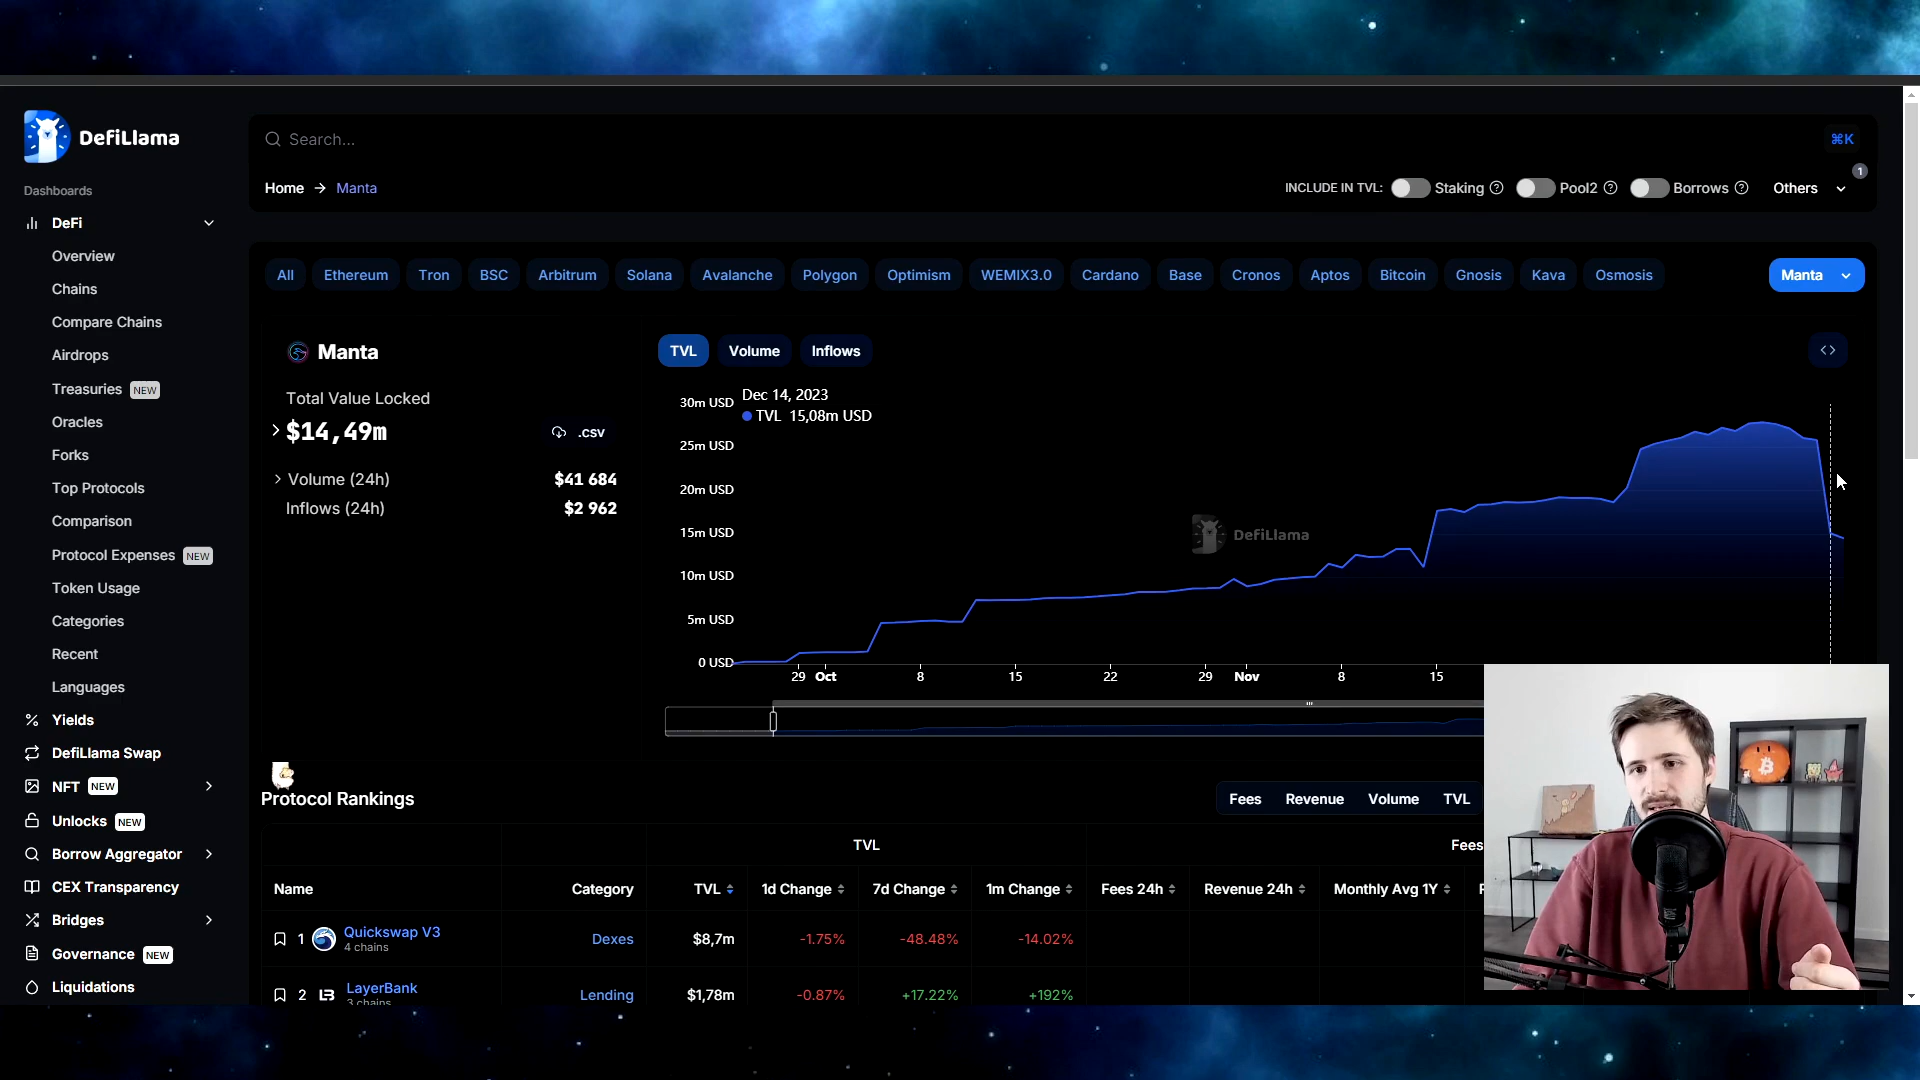 DefiLlama
Search...
⌘K
1
Home → Manta
INCLUDE IN TVL: Staking Pool2 Borrows Others
Dashboards
DeFi
Overview
Chains
Compare Chains
Airdrops
Treasuries NEW
Oracles
Forks
Top Protocols
Comparison
Protocol Expenses NEW
Token Usage
Categories
Recent
Languages
Yields
DefiLlama Swap
NFT NEW
Unlocks NEW
Borrow Aggregator
CEX Transparency
Bridges
Governance NEW
Liquidations
All Ethereum Tron BSC Arbitrum Solana Avalanche Polygon Optimism WEMIX3.0 Cardano Base Cronos Aptos Bitcoin Gnosis Kava Osmosis Manta
Manta
Total Value Locked
$14,49m .csv
Volume (24h) $41 684
Inflows (24h) $2 962
TVL Volume Inflows
Dec 14, 2023
TVL 15,08m USD
30m USD
25m USD
20m USD
15m USD
10m USD
5m USD
0 USD
DefiLlama
29 Oct 8 15 22 29 Nov 8 15
Protocol Rankings
Fees Revenue Volume TVL
TVL Fees
Name Category TVL 1d Change 7d Change 1m Change Fees 24h Revenue 24h Monthly Avg 1Y
1 Quickswap V3 Dexes $8,7m -1.75% -48.48% -14.02%
4 chains
2 LayerBank Lending $1,78m -0.87% +17.22% +192%
3 chains